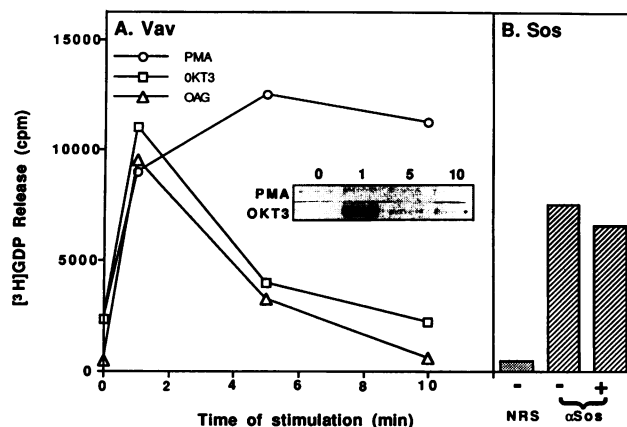 15000
A. Vav
B. Sos
PMA
0KT3
OAG
10000
0 1 5 10
PMA
OKT3
5000
0
0 2 4 6 8 10
- - +
NRS αSos
Time of stimulation (min)
[³H]GDP Release (cpm)